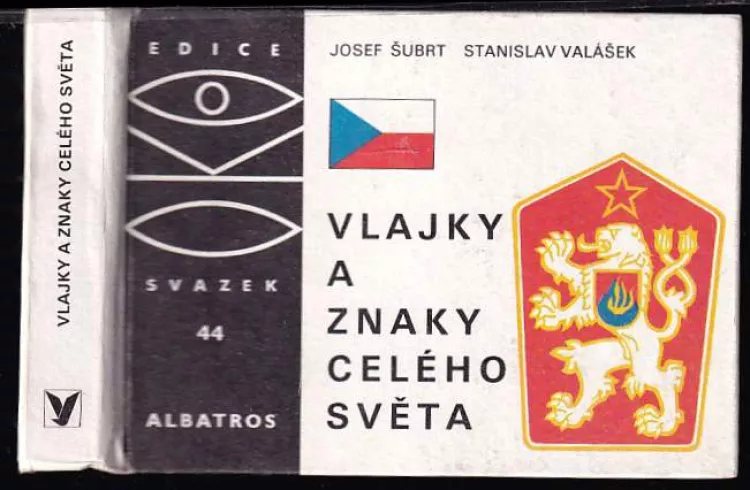 VLAJKY A ZNAKY CELÉHO SVĚTA
EDICE
SVAZEK
44
ALBATROS
JOSEF ŠUBRT STANISLAV VALÁŠEK
VLAJKY
A
ZNAKY
CELÉHO
SVĚTA